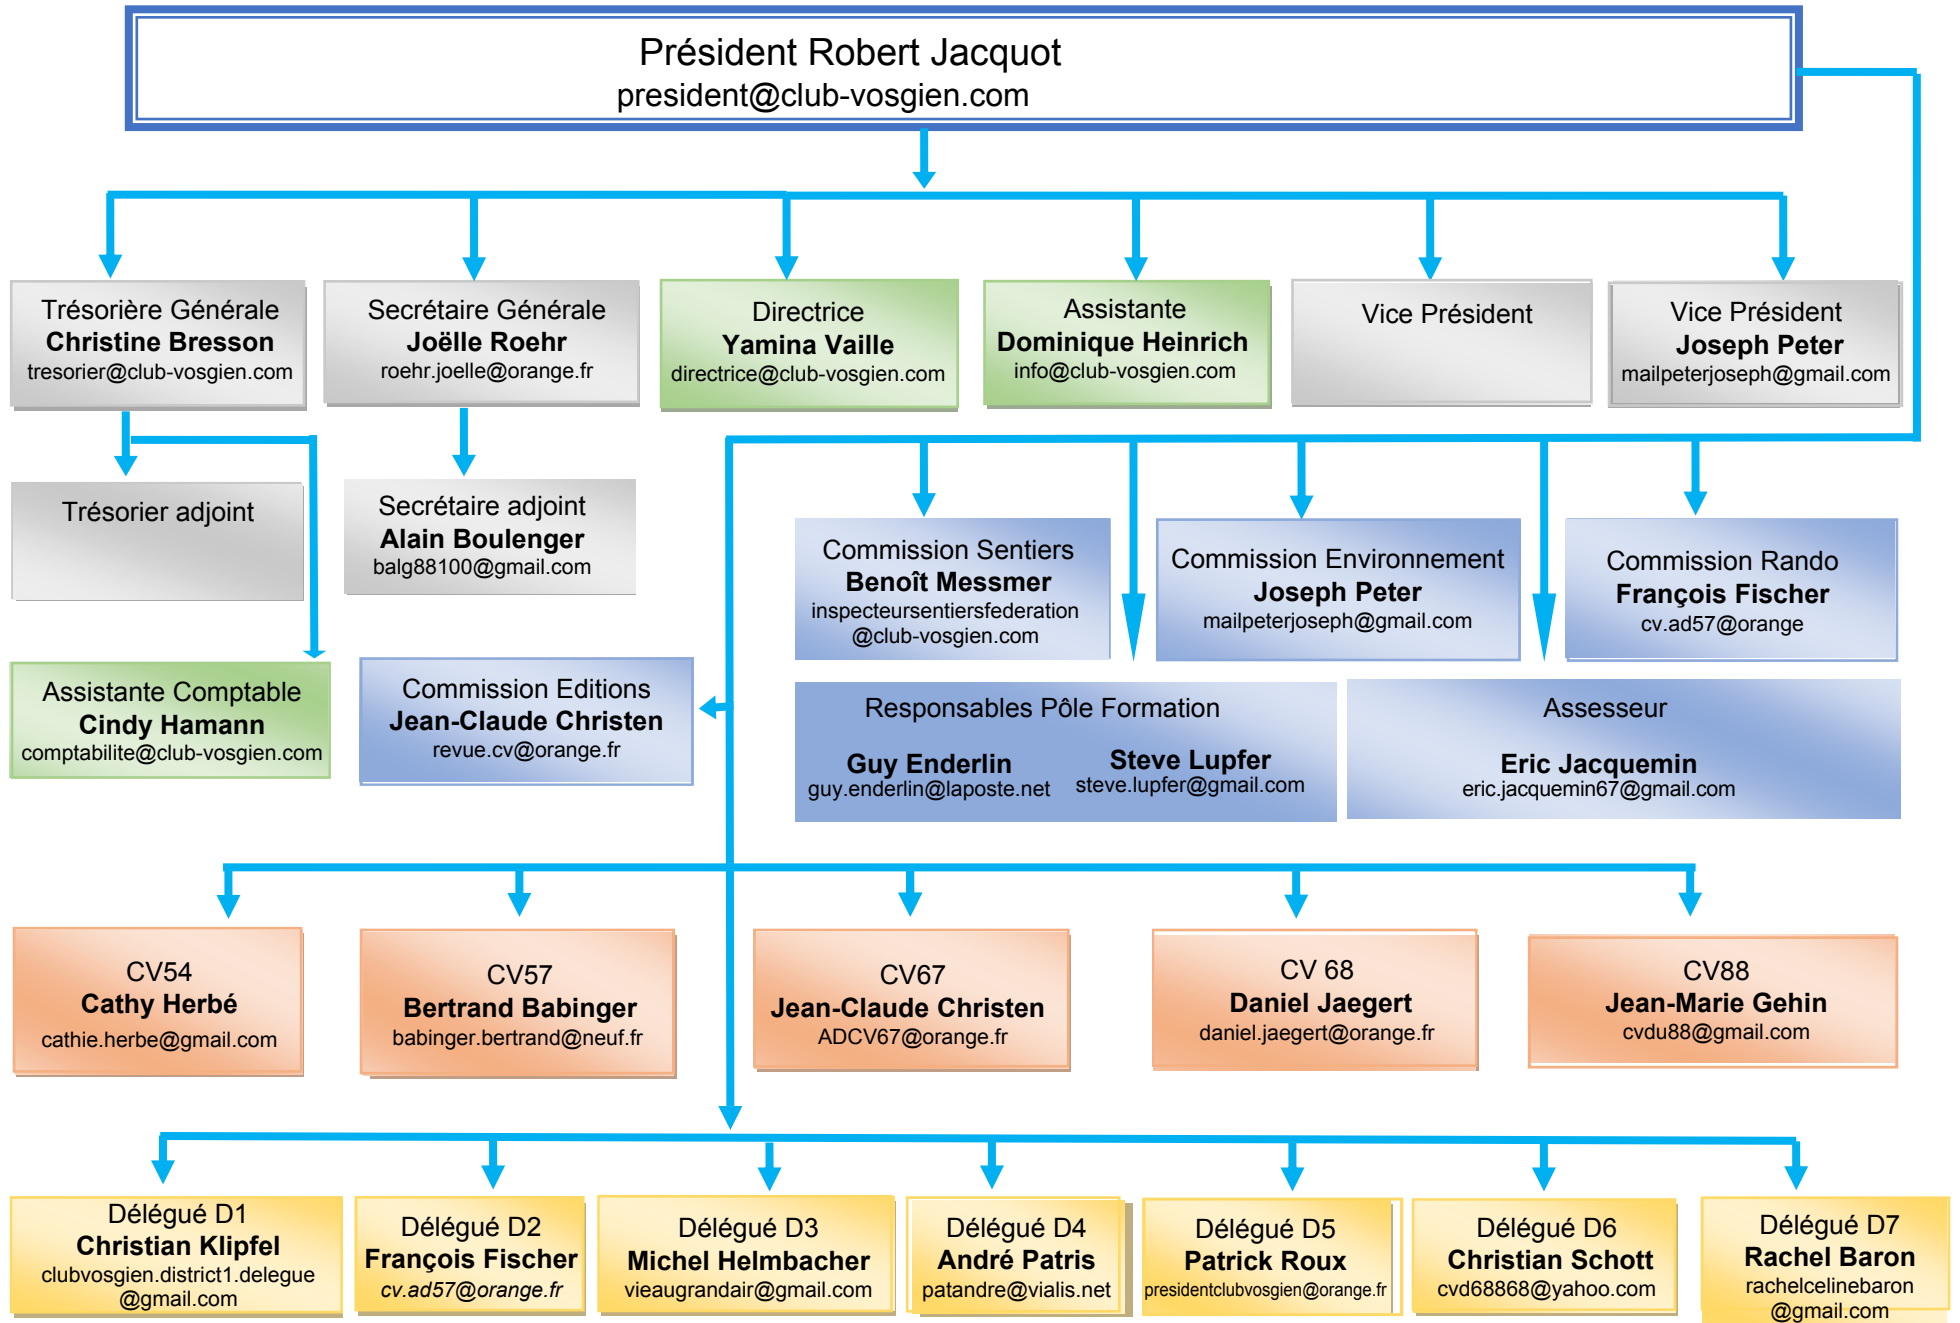 Président Robert Jacquot
president@club-vosgien.com
Trésorière Générale
Christine Bresson
tresorier@club-vosgien.com
Secrétaire Générale
Joëlle Roehr
roehr.joelle@orange.fr
Directrice
Yamina Vaille
directrice@club-vosgien.com
Assistante
Dominique Heinrich
info@club-vosgien.com
Vice Président
Vice Président
Joseph Peter
mailpeterjoseph@gmail.com
Trésorier adjoint
Secrétaire adjoint
Alain Boulenger
balg88100@gmail.com
Commission Sentiers
Benoît Messmer
inspecteursentiersfederation
@club-vosgien.com
Commission Environnement
Joseph Peter
mailpeterjoseph@gmail.com
Commission Rando
François Fischer
cv.ad57@orange
Assistante Comptable
Cindy Hamann
comptabilite@club-vosgien.com
Commission Editions
Jean-Claude Christen
revue.cv@orange.fr
Responsables Pôle Formation
Guy Enderlin
guy.enderlin@laposte.net
Steve Lupfer
steve.lupfer@gmail.com
Assesseur
Eric Jacquemin
eric.jacquemin67@gmail.com
CV54
Cathy Herbé
cathie.herbe@gmail.com
CV57
Bertrand Babinger
babinger.bertrand@neuf.fr
CV67
Jean-Claude Christen
ADCV67@orange.fr
CV 68
Daniel Jaegert
daniel.jaegert@orange.fr
CV88
Jean-Marie Gehin
cvdu88@gmail.com
Délégué D1
Christian Klipfel
clubvosgien.district1.delegue
@gmail.com
Délégué D2
François Fischer
cv.ad57@orange.fr
Délégué D3
Michel Helmbacher
vieaugrandair@gmail.com
Délégué D4
André Patris
patandre@vialis.net
Délégué D5
Patrick Roux
presidentclubvosgien@orange.fr
Délégué D6
Christian Schott
cvd68868@yahoo.com
Délégué D7
Rachel Baron
rachelcelinebaron
@gmail.com